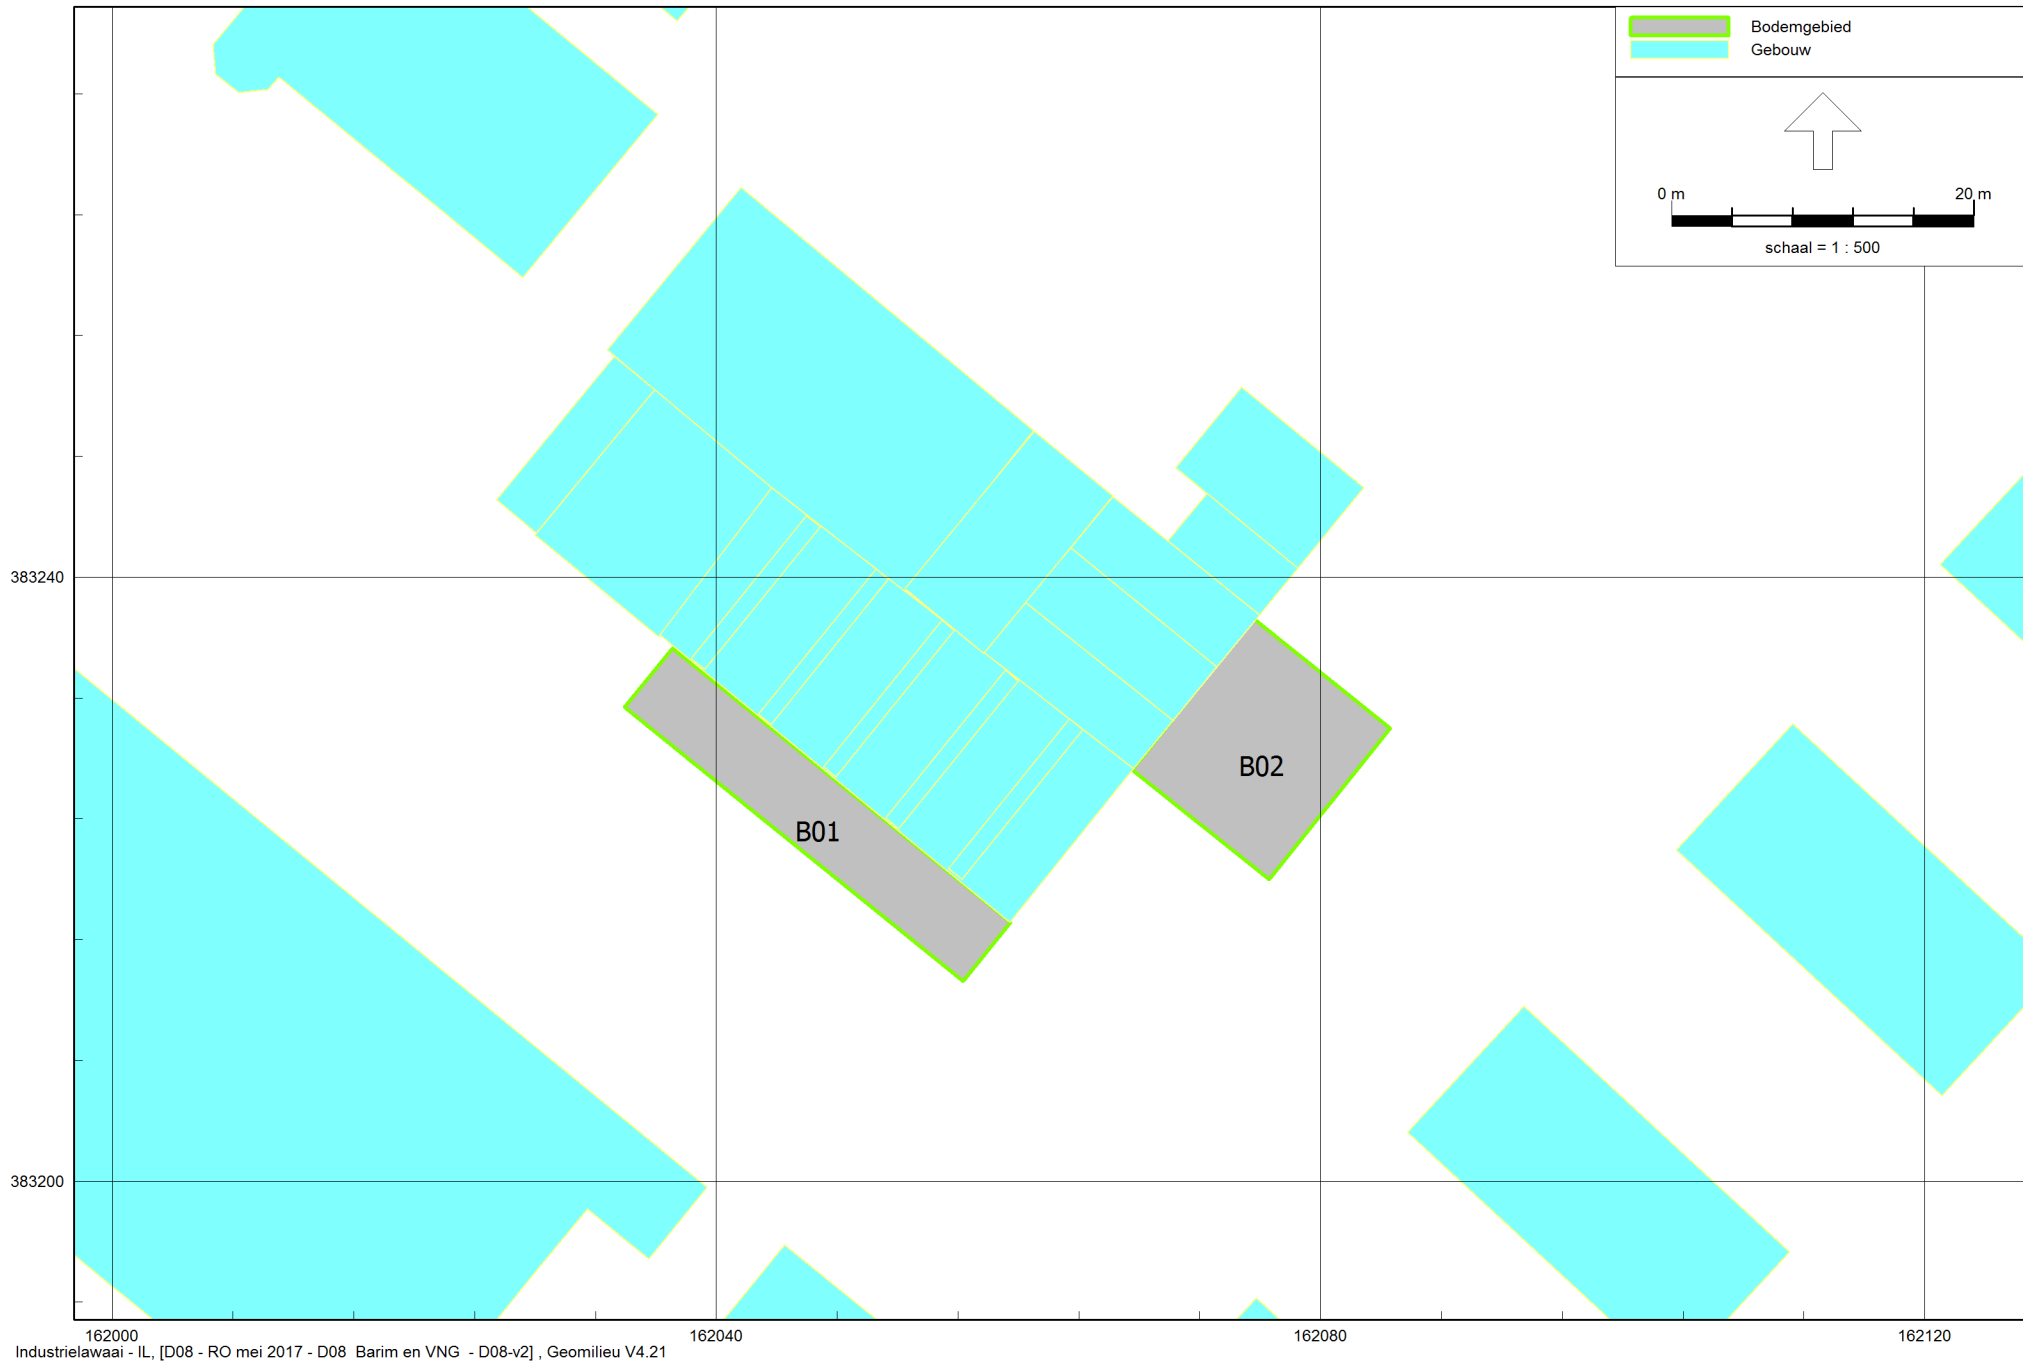 Bodemgebied
Gebouw
0 m 20 m
schaal = 1 : 500
383240
B02
B01
383200
162000 162040 162080 162120
Industrielawaai - IL, [D08 - RO mei 2017 - D08  Barim en VNG  - D08-v2] , Geomilieu V4.21